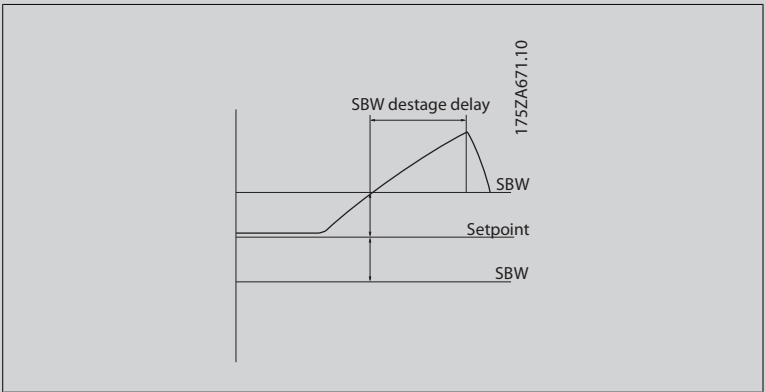 175ZA671.10
SBW destage delay
SBW
Setpoint
SBW